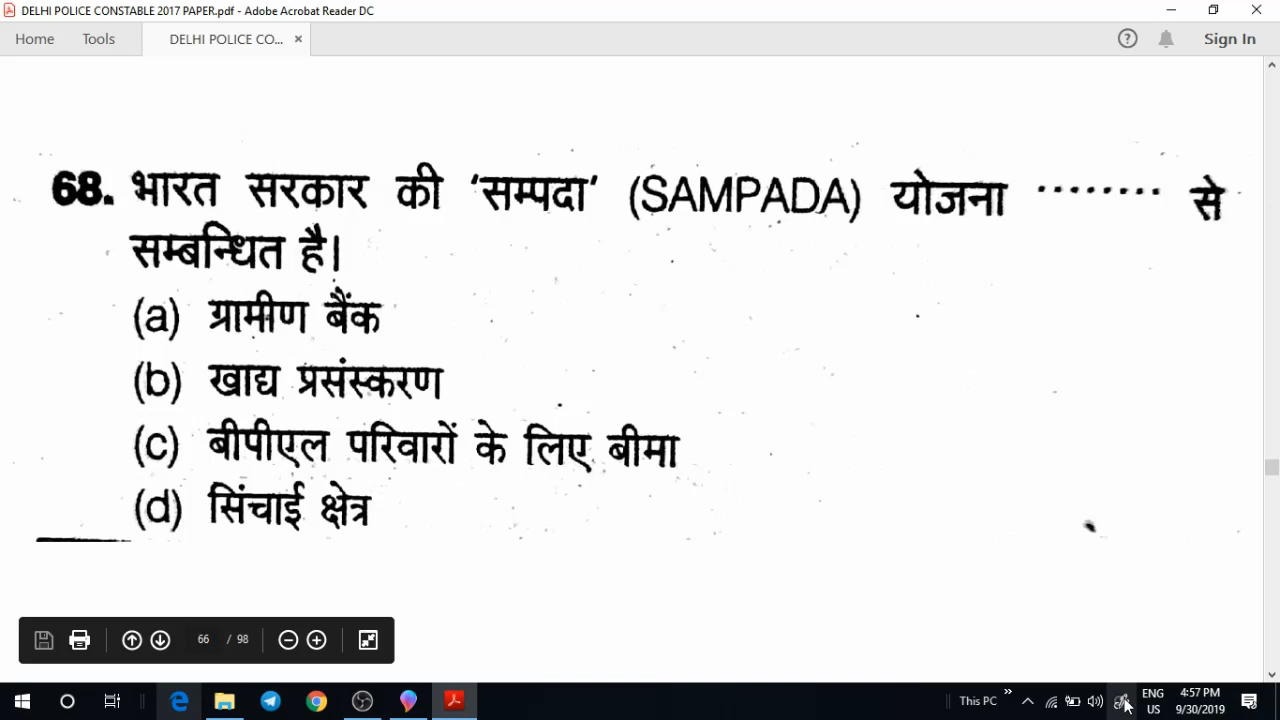 DELHI POLICE CONSTABLE 2017 PAPER.pdf - Adobe Acrobat Reader DC
Home Tools DELHI POLICE CO... × ? Sign In
68. भारत सरकार की 'सम्पदा' (SAMPADA) योजना ········· से
सम्बन्धित है।
(a) ग्रामीण बैंक
(b) खाद्य प्रसंस्करण
(c) बीपीएल परिवारों के लिए बीमा
(d) सिंचाई क्षेत्र
66 / 98
This PC » ENG 4:57 PM
US 9/30/2019